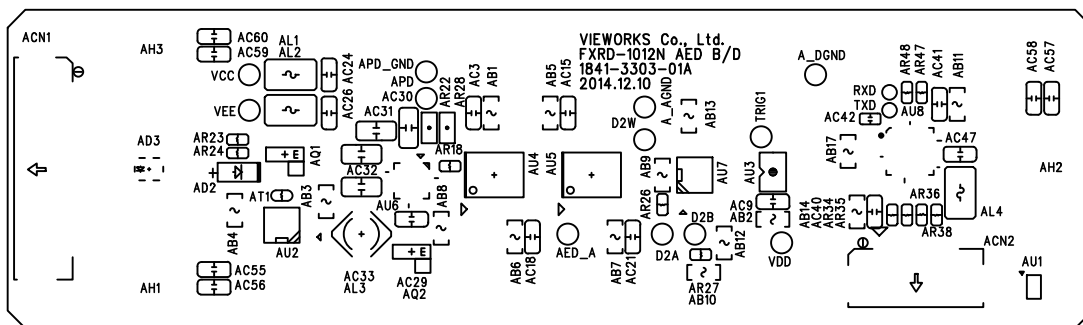 ACN1
AH3
AC60
AC59
AL1
AL2
VCC
VEE
AC24
AC26
APD_GND
APD
AC30
AC31
AR22
AR28
AC3
AB1
VIEWORKS Co., Ltd.
FXRD-1012N AED B/D
1841-3303-01A
2014.12.10
AB5
AC15
A_AGND
D2W
AB13
TRIG1
A_DGND
RXD
TXD
AC42
AR48
AR47
AC41
AB11
AU8
AC58
AC57
AD3
AR23
AR24
AD2
+
AQ1
+E
AC32
AR18
AU4
AU5
AB9
AU7
AU3
AB17
AC47
AH2
AT1
AB3
AB4
AU2
AU6
AB8
AR26
D2B
AC9
AB2
AB14
AC40
AR34
AR35
AR36
AR38
AL4
AC33
AL3
+E
AC29
AQ2
AB6
AC18
AED_A
AB7
AC21
D2A
AB12
AR27
AB10
VDD
ACN2
AU1
AH1
AC55
AC56